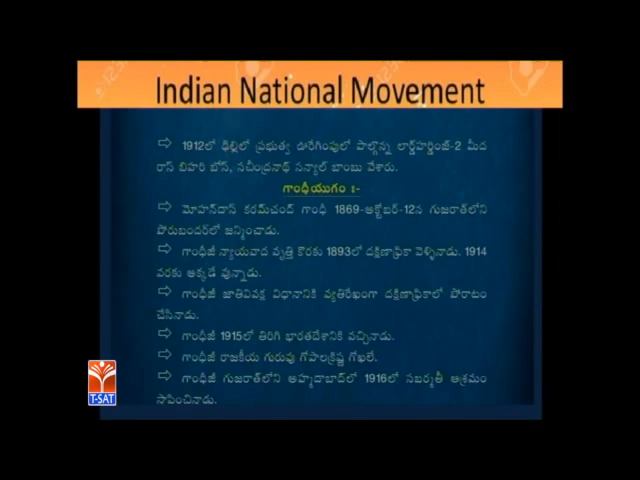 Indian National Movement
⇨ 1912లో ఢిల్లీలో ప్రభుత్వ ఊరేగింపులో పాల్గొన్న లార్డ్‌హర్డింజ్-2 మీద
రాస్ బిహరి బోస్, సచీంద్రనాథ్ సన్యాల్ బాంబు వేశారు.
గాంధీయుగం :-
⇨ మోహన్‌దాస్ కరమ్‌చంద్ గాంధీ 1869-అక్టోబర్-12న గుజరాత్‌లోని
పోరుబందర్‌లో జన్మించాడు.
⇨ గాంధీజీ న్యాయవాద వృత్తి కొరకు 1893లో దక్షిణాఫ్రికా వెళ్ళినాడు. 1914
వరకు అక్కడే వున్నాడు.
⇨ గాంధీజీ జాతివివక్ష విధానానికి వ్యతిరేఖంగా దక్షిణాఫ్రికాలో పోరాటం
చేసినాడు.
⇨ గాంధీజీ 1915లో తిరిగి భారతదేశానికి వచ్చినాడు.
⇨ గాంధీజీ రాజకీయ గురువు గోపాలక్రిష్ణ గోఖలే.
⇨ గాంధీజీ గుజరాత్‌లోని అహ్మదాబాద్‌లో 1916లో సబర్మతీ ఆశ్రమం
స్థాపించినాడు.
T-SAT